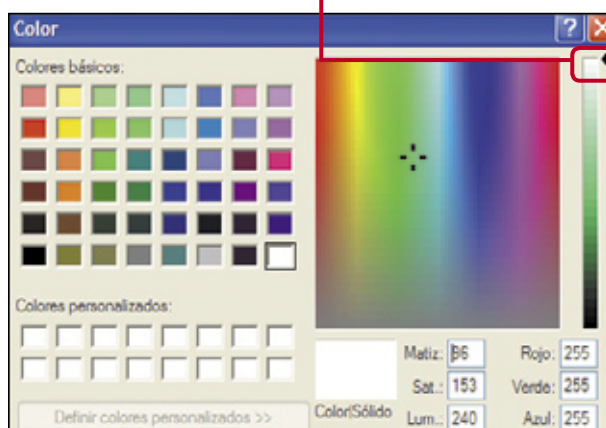 Color
Colores básicos:
Colores personalizados:
Definir colores personalizados >>
Color|Sólido
Matiz: 96
Sat.: 153
Lum.: 240
Rojo: 255
Verde: 255
Azul: 255